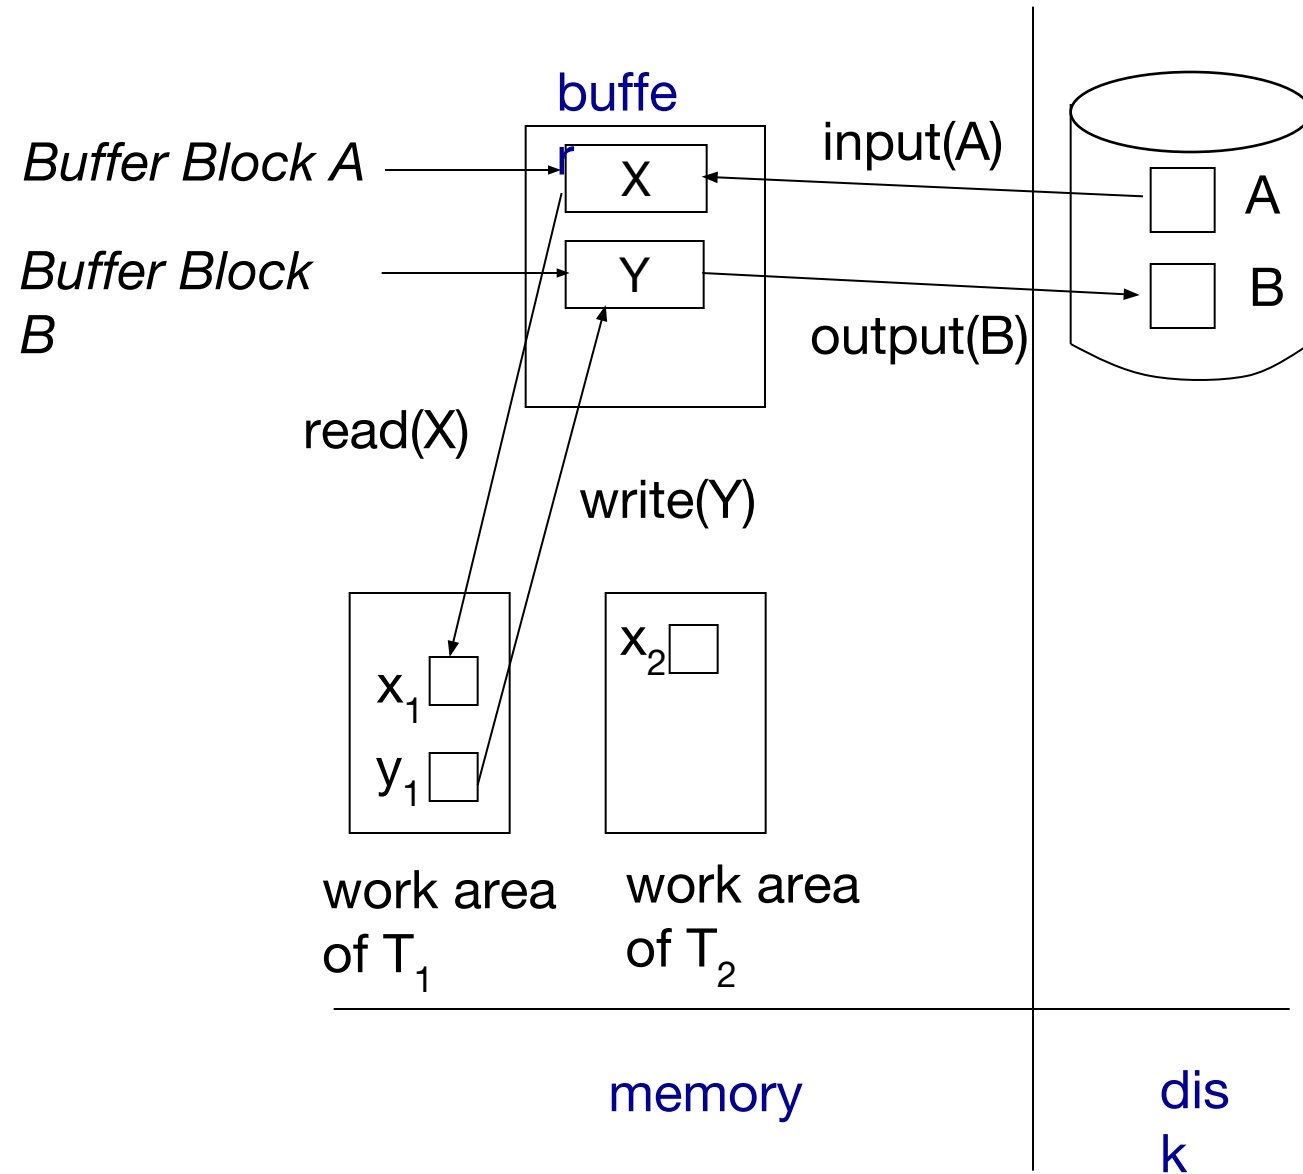 buffe
r
Buffer Block A
X
input(A)
A
Buffer Block
B
Y
B
output(B)
read(X)
write(Y)
x₂
x₁
y₁
work area
of T₁
work area
of T₂
memory
dis
k